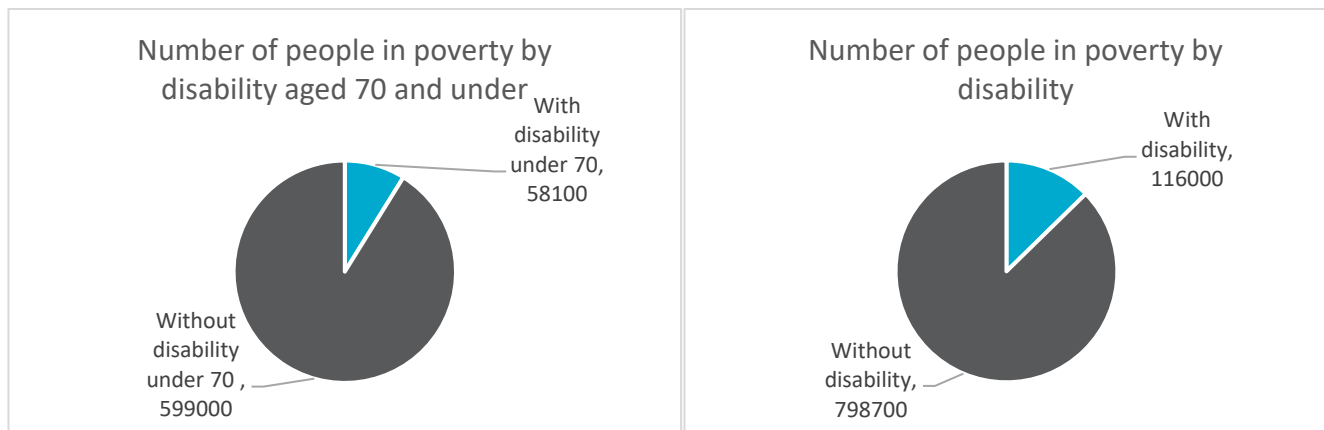 Number of people in poverty by
disability aged 70 and under
With
disability
under 70,
58100
Without
disability
under 70 ,
599000
Number of people in poverty by
disability
With
disability,
116000
Without
disability,
798700